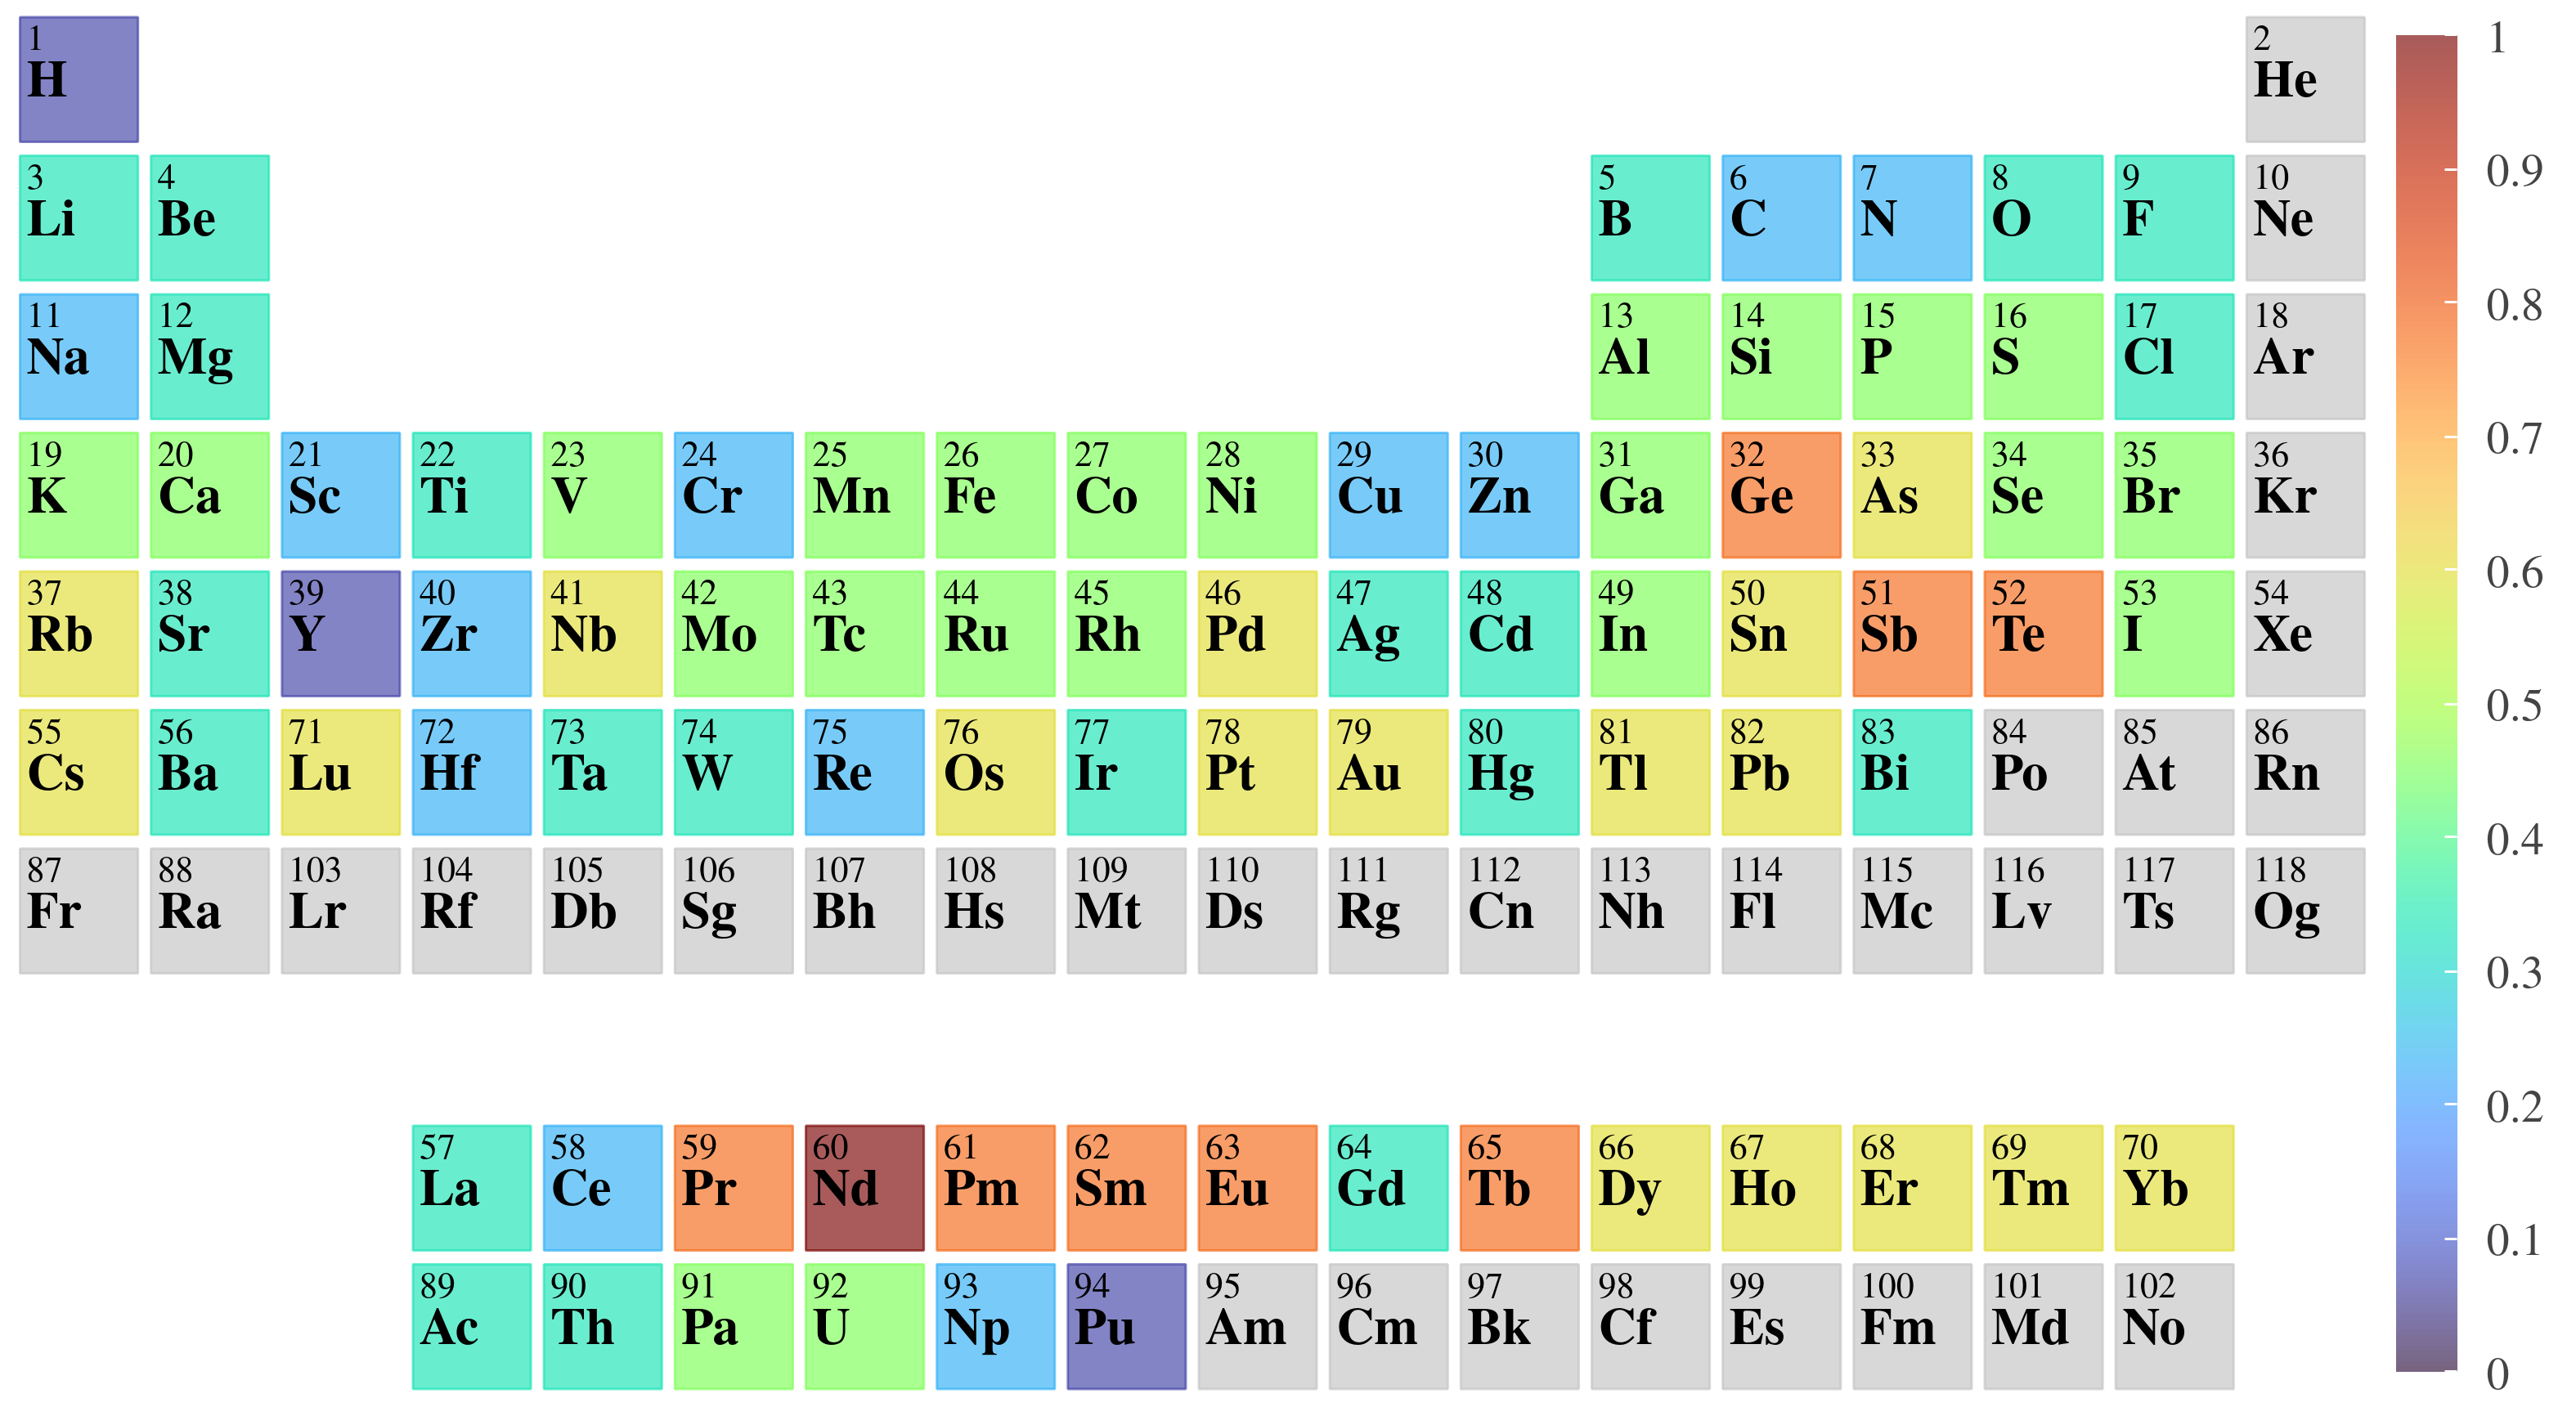 1 2 1
H He
3 4 5 6 7 8 9 10 0.9
Li Be B C N O F Ne
11 12 13 14 15 16 17 18 0.8
Na Mg Al Si P S Cl Ar
19 20 21 22 23 24 25 26 27 28 29 30 31 32 33 34 35 36 0.7
K Ca Sc Ti V Cr Mn Fe Co Ni Cu Zn Ga Ge As Se Br Kr
0.6
37 38 39 40 41 42 43 44 45 46 47 48 49 50 51 52 53 54
Rb Sr Y Zr Nb Mo Tc Ru Rh Pd Ag Cd In Sn Sb Te I Xe
0.5
55 56 71 72 73 74 75 76 77 78 79 80 81 82 83 84 85 86
Cs Ba Lu Hf Ta W Re Os Ir Pt Au Hg Tl Pb Bi Po At Rn
0.4
87 88 103 104 105 106 107 108 109 110 111 112 113 114 115 116 117 118
Fr Ra Lr Rf Db Sg Bh Hs Mt Ds Rg Cn Nh Fl Mc Lv Ts Og
0.3
0.2
57 58 59 60 61 62 63 64 65 66 67 68 69 70
La Ce Pr Nd Pm Sm Eu Gd Tb Dy Ho Er Tm Yb
0.1
89 90 91 92 93 94 95 96 97 98 99 100 101 102
Ac Th Pa U Np Pu Am Cm Bk Cf Es Fm Md No
0